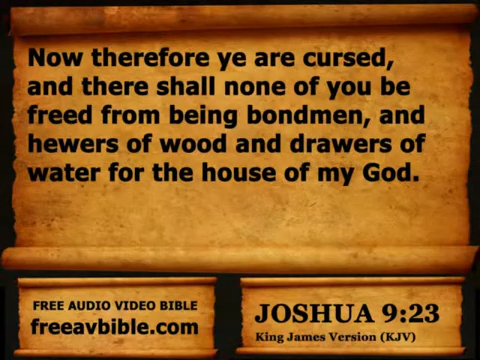 Now therefore ye are cursed,
and there shall none of you be
freed from being bondmen, and
hewers of wood and drawers of
water for the house of my God.
FREE AUDIO VIDEO BIBLE
freeavbible.com
JOSHUA 9:23
King James Version (KJV)